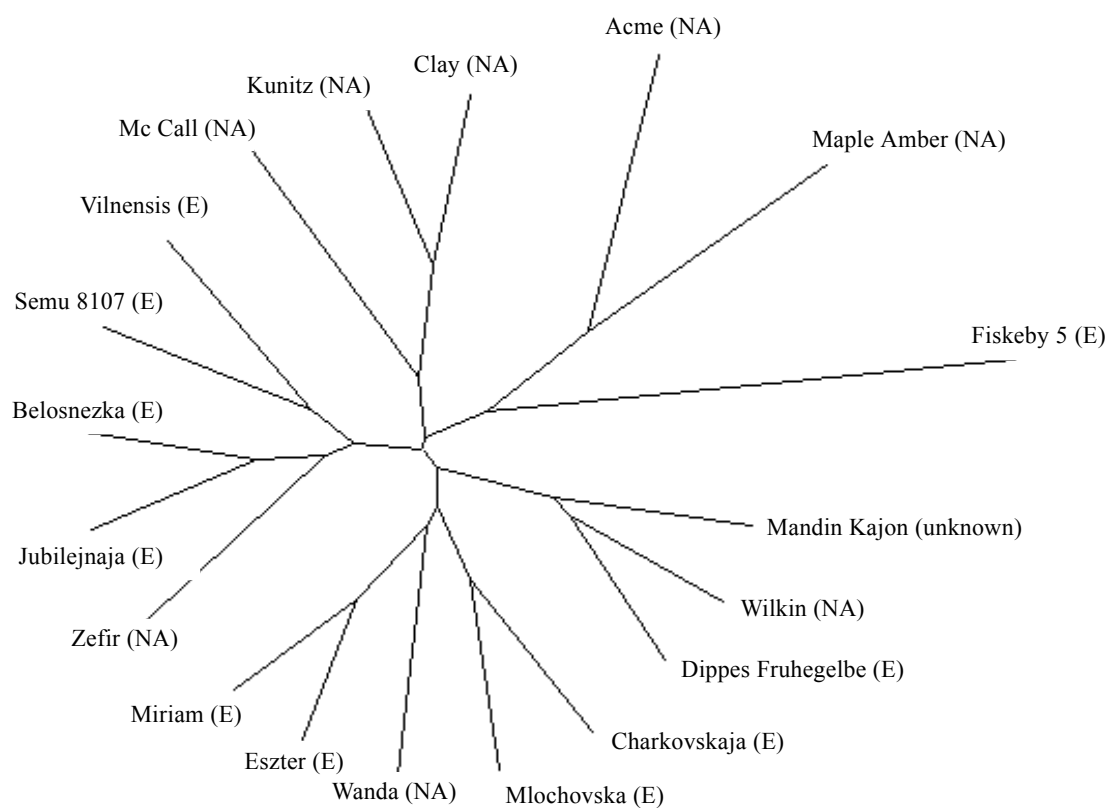 Acme (NA)
Clay (NA)
Kunitz (NA)
Mc Call (NA)
Maple Amber (NA)
Vilnensis (E)
Semu 8107 (E)
Fiskeby 5 (E)
Belosnezka (E)
Mandin Kajon (unknown)
Jubilejnaja (E)
Wilkin (NA)
Zefir (NA)
Dippes Fruhegelbe (E)
Miriam (E)
Charkovskaja (E)
Eszter (E)
Wanda (NA)
Mlochovska (E)